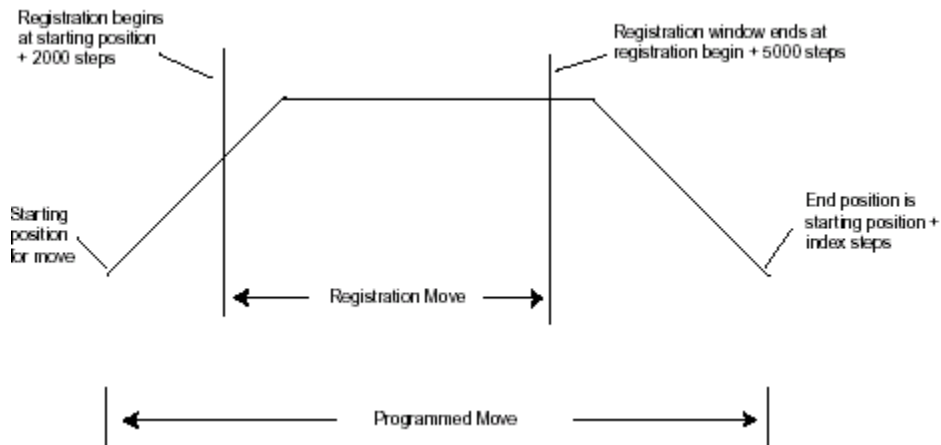 Registration begins
at starting position
+ 2000 steps
Registration window ends at
registration begin + 5000 steps
Starting
position
for move
End position is
starting position +
index steps
Registration Move
Programmed Move